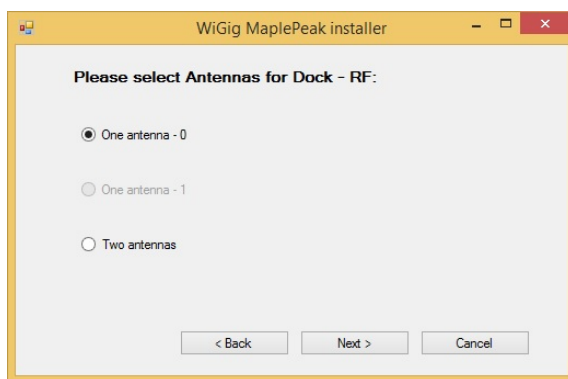 WiGig MaplePeak installer
Please select Antennas for Dock - RF:
One antenna - 0
One antenna - 1
Two antennas
< Back Next > Cancel